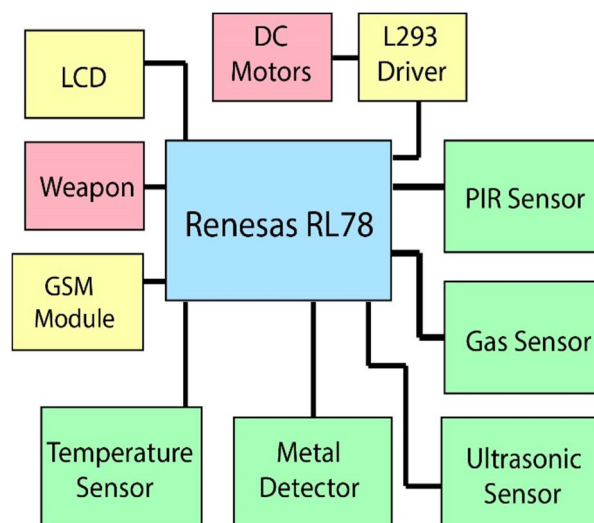 DC
Motors
L293
Driver
LCD
Weapon
Renesas RL78
PIR Sensor
GSM
Module
Gas Sensor
Temperature
Sensor
Metal
Detector
Ultrasonic
Sensor